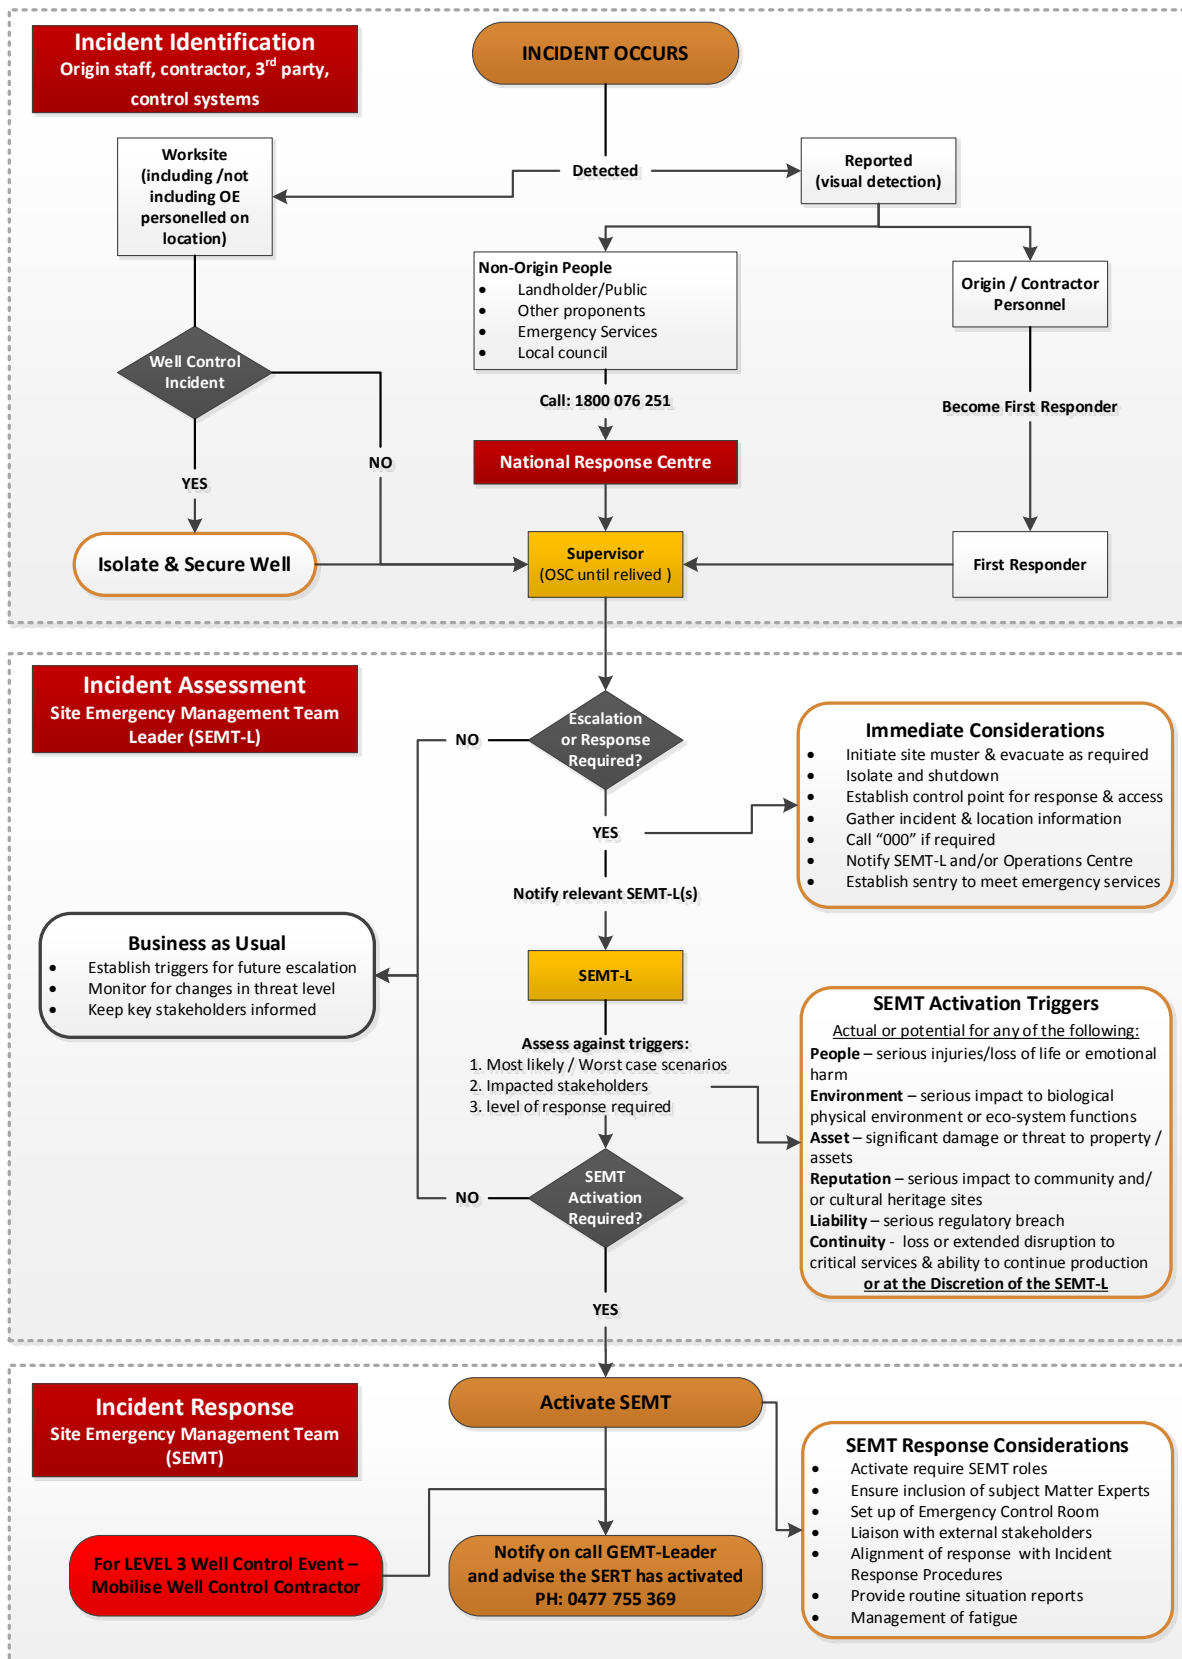 Incident Identification
Origin staff, contractor, 3rd party,
control systems
INCIDENT OCCURS
Worksite
(including /not
including OE
personelled on
location)
Detected
Reported
(visual detection)
Non-Origin People
• Landholder/Public
• Other proponents
• Emergency Services
• Local council
Origin / Contractor
Personnel
Well Control
Incident
Call: 1800 076 251
Become First Responder
NO
National Response Centre
YES
Isolate & Secure Well
Supervisor
(OSC until relived )
First Responder
Incident Assessment
Site Emergency Management Team
Leader (SEMT-L)
Escalation
or Response
Required?
NO
YES
Immediate Considerations
• Initiate site muster & evacuate as required
• Isolate and shutdown
• Establish control point for response & access
• Gather incident & location information
• Call “000” if required
• Notify SEMT-L and/or Operations Centre
• Establish sentry to meet emergency services
Notify relevant SEMT-L(s)
Business as Usual
• Establish triggers for future escalation
• Monitor for changes in threat level
• Keep key stakeholders informed
SEMT-L
Assess against triggers:
1. Most likely / Worst case scenarios
2. Impacted stakeholders
3. level of response required
SEMT Activation Triggers
Actual or potential for any of the following:
People – serious injuries/loss of life or emotional
harm
Environment – serious impact to biological
physical environment or eco-system functions
Asset – significant damage or threat to property /
assets
Reputation – serious impact to community and/
or cultural heritage sites
Liability – serious regulatory breach
Continuity - loss or extended disruption to
critical services & ability to continue production
or at the Discretion of the SEMT-L
SEMT
Activation
Required?
NO
YES
Incident Response
Site Emergency Management Team
(SEMT)
Activate SEMT
SEMT Response Considerations
• Activate require SEMT roles
• Ensure inclusion of subject Matter Experts
• Set up of Emergency Control Room
• Liaison with external stakeholders
• Alignment of response with Incident
Response Procedures
• Provide routine situation reports
• Management of fatigue
For LEVEL 3 Well Control Event –
Mobilise Well Control Contractor
Notify on call GEMT-Leader
and advise the SERT has activated
PH: 0477 755 369